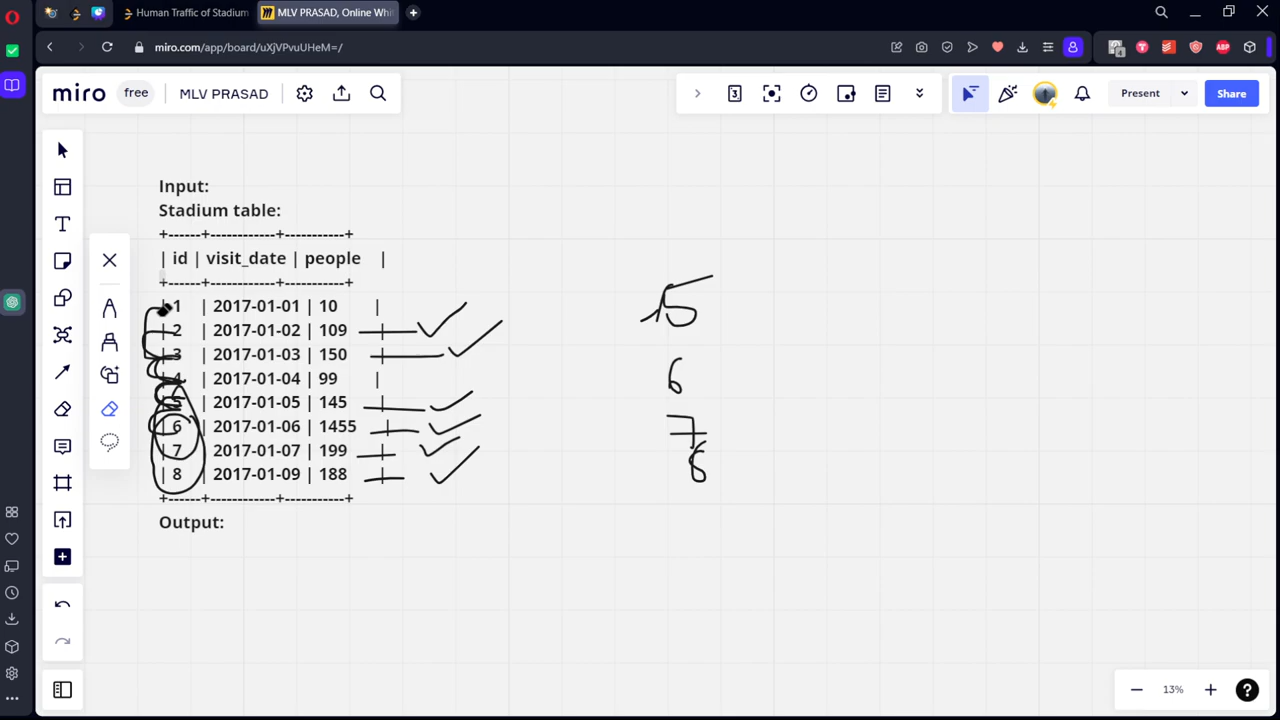 Human Traffic of Stadium
MLV PRASAD, Online Whi
miro.com/app/board/uXjVPvuUHeM=/
miro free MLV PRASAD
3 Present Share
Input:
Stadium table:
+------+------------+-----------+
| id | visit_date | people |
+------+------------+-----------+
| 1 | 2017-01-01 | 10 |
| 2 | 2017-01-02 | 109 |
| 3 | 2017-01-03 | 150 |
| 4 | 2017-01-04 | 99 |
| 5 | 2017-01-05 | 145 |
| 6 | 2017-01-06 | 1455 |
| 7 | 2017-01-07 | 199 |
| 8 | 2017-01-09 | 188 |
+------+------------+-----------+
Output:
5
6
7
8
13%